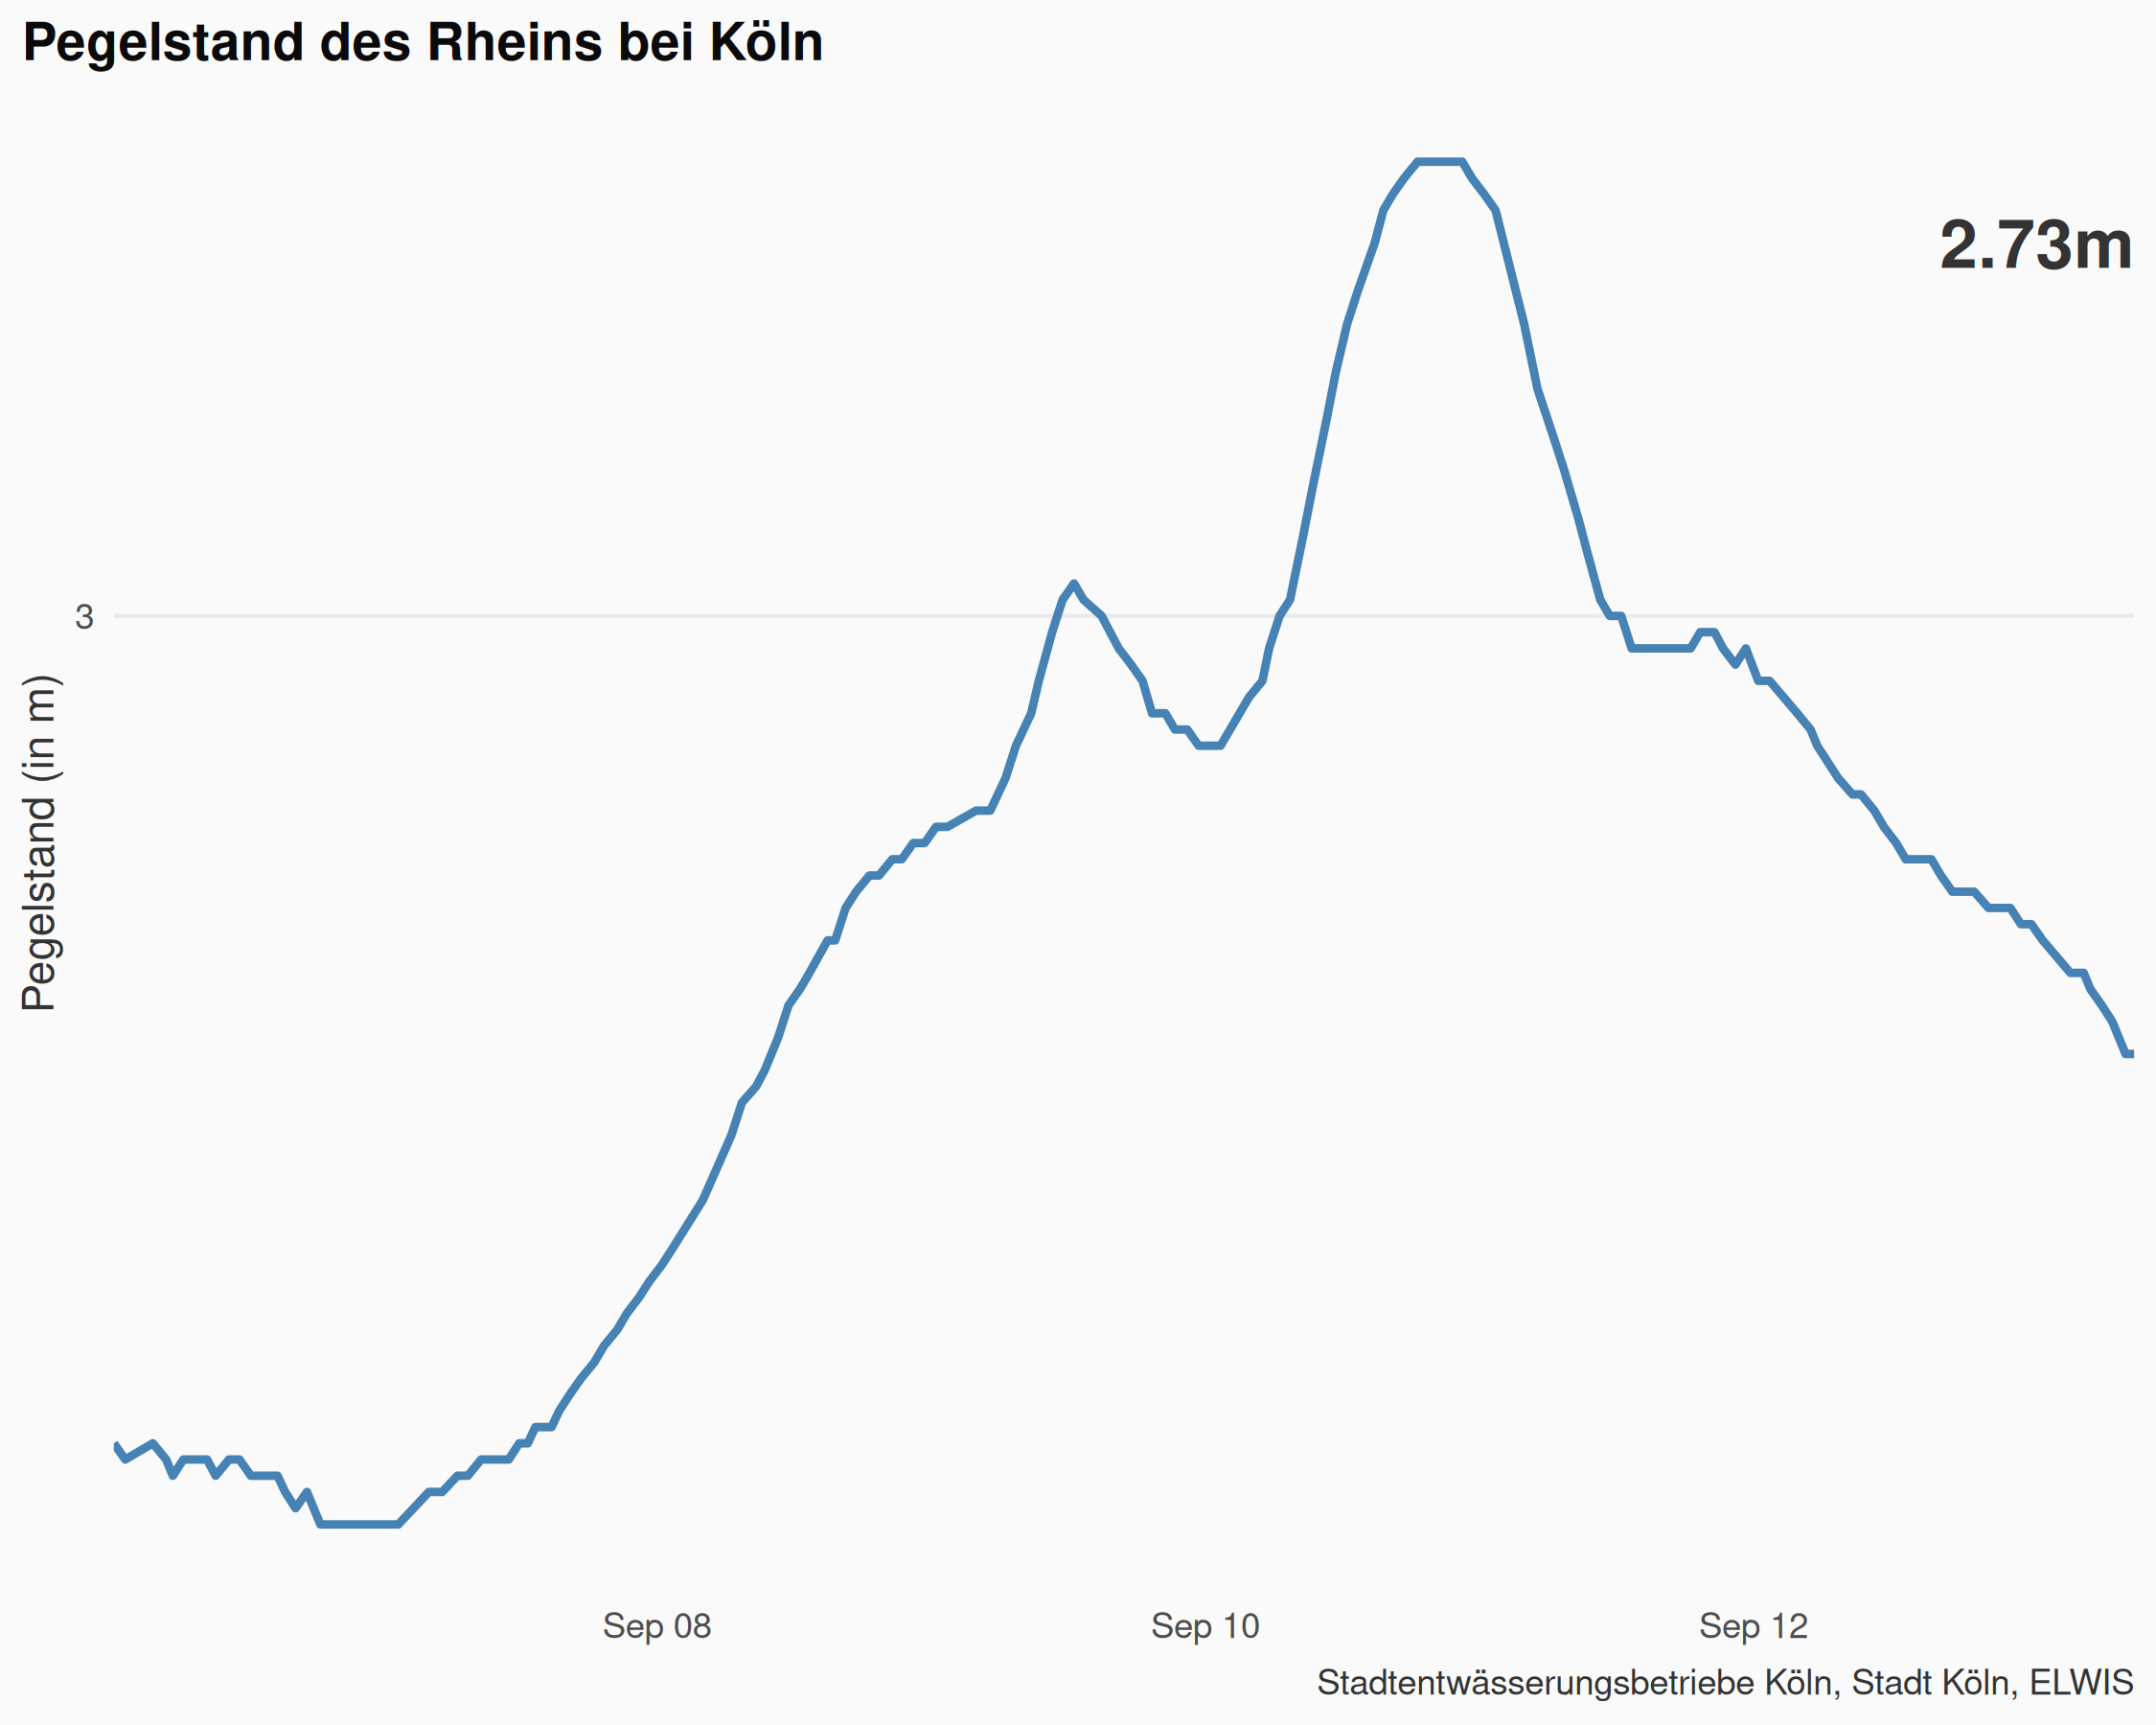 Pegelstand des Rheins bei Köln
2.73m
3
Pegelstand (in m)
Sep 08
Sep 10
Sep 12
Stadtentwässerungsbetriebe Köln, Stadt Köln, ELWIS